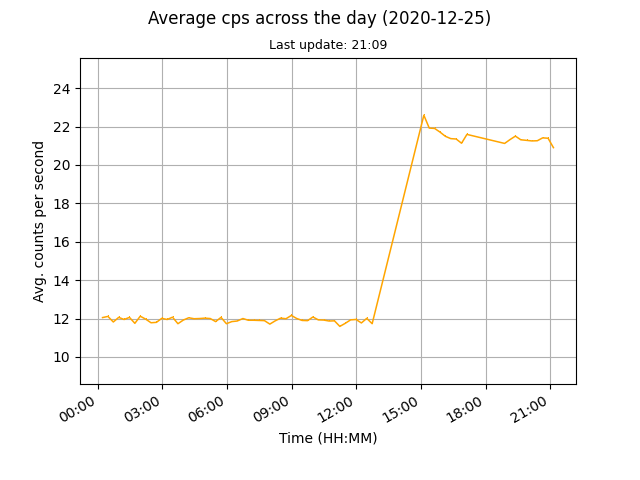 Average cps across the day (2020-12-25)
Last update: 21:09
24
22
20
18
16
14
12
10
Avg. counts per second
00:00 03:00 06:00 09:00 12:00 15:00 18:00 21:00
Time (HH:MM)